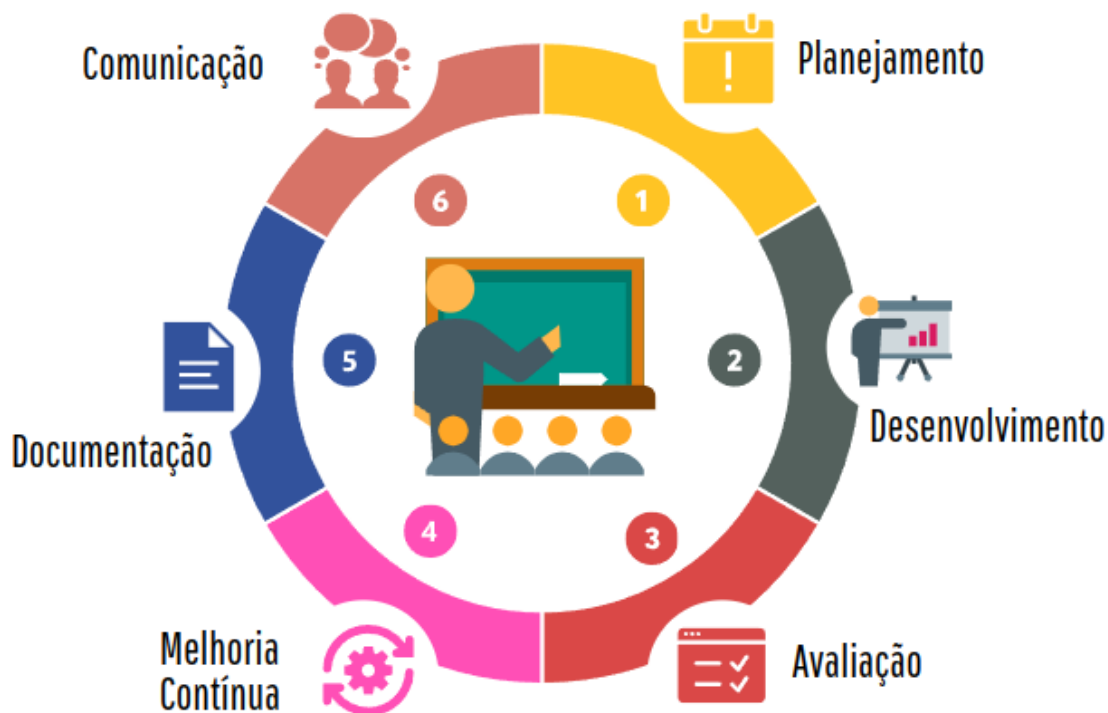 Comunicação
Planejamento
6
1
5
2
Documentação
Desenvolvimento
4
3
Melhoria
Contínua
Avaliação